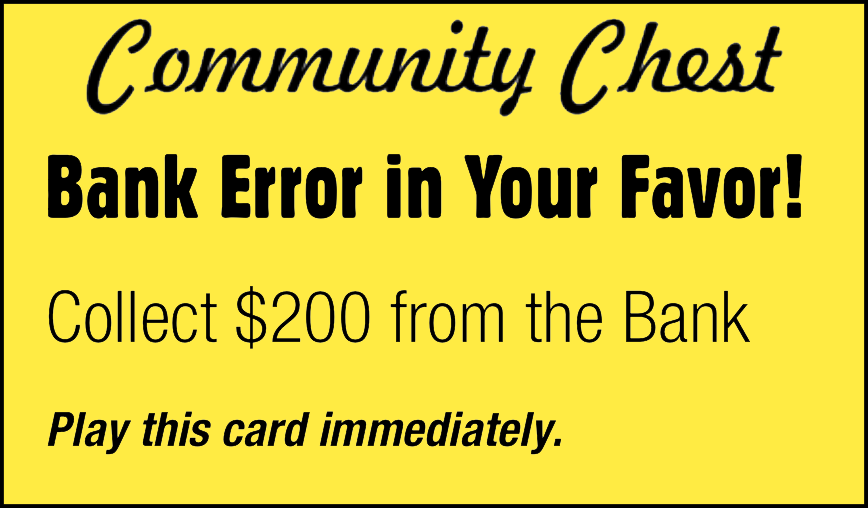 Community Chest
Bank Error in Your Favor!
Collect $200 from the Bank
Play this card immediately.